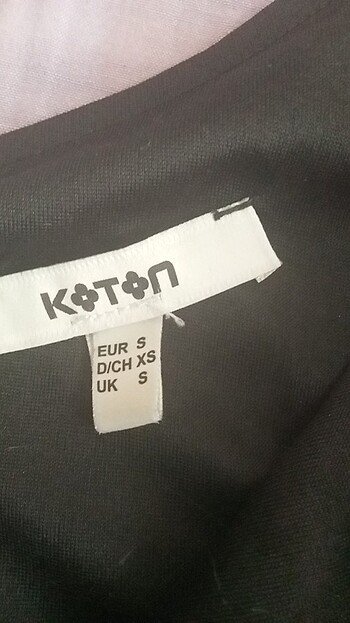 KOTON
EUR S
D/CH XS
UK S